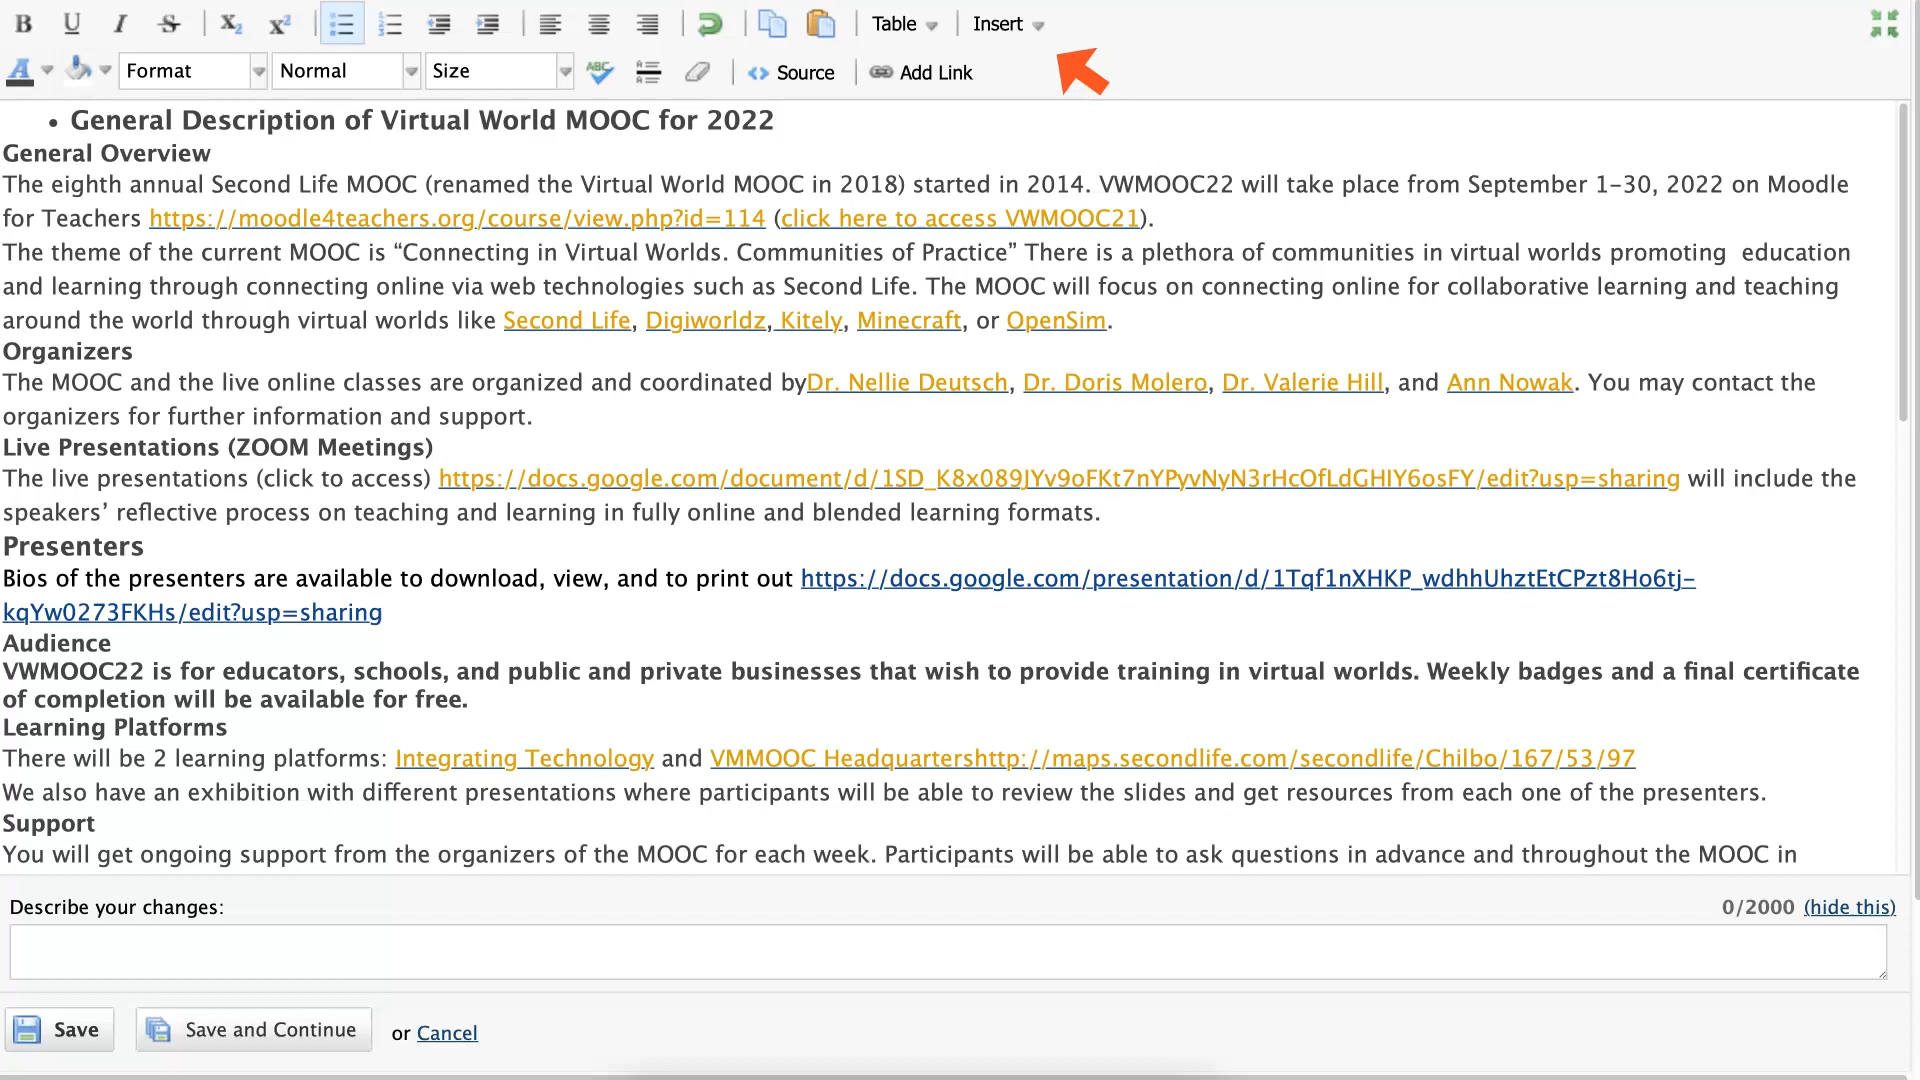 B U I S X₂ X² Table Insert
A Format Normal Size ABC Source Add Link
• General Description of Virtual World MOOC for 2022
General Overview
The eighth annual Second Life MOOC (renamed the Virtual World MOOC in 2018) started in 2014. VWMOOC22 will take place from September 1-30, 2022 on Moodle
for Teachers https://moodle4teachers.org/course/view.php?id=114 (click here to access VWMOOC21).
The theme of the current MOOC is “Connecting in Virtual Worlds. Communities of Practice” There is a plethora of communities in virtual worlds promoting  education
and learning through connecting online via web technologies such as Second Life. The MOOC will focus on connecting online for collaborative learning and teaching
around the world through virtual worlds like Second Life, Digiworldz, Kitely, Minecraft, or OpenSim.
Organizers
The MOOC and the live online classes are organized and coordinated byDr. Nellie Deutsch, Dr. Doris Molero, Dr. Valerie Hill, and Ann Nowak. You may contact the
organizers for further information and support.
Live Presentations (ZOOM Meetings)
The live presentations (click to access) https://docs.google.com/document/d/1SD_K8x089JYv9oFKt7nYPyvNyN3rHcOfLdGHIY6osFY/edit?usp=sharing will include the
speakers’ reflective process on teaching and learning in fully online and blended learning formats.
Presenters
Bios of the presenters are available to download, view, and to print out https://docs.google.com/presentation/d/1Tqf1nXHKP_wdhhUhztEtCPzt8Ho6tj-
kqYw0273FKHs/edit?usp=sharing
Audience
VWMOOC22 is for educators, schools, and public and private businesses that wish to provide training in virtual worlds. Weekly badges and a final certificate
of completion will be available for free.
Learning Platforms
There will be 2 learning platforms: Integrating Technology and VMMOOC Headquartershttp://maps.secondlife.com/secondlife/Chilbo/167/53/97
We also have an exhibition with different presentations where participants will be able to review the slides and get resources from each one of the presenters.
Support
You will get ongoing support from the organizers of the MOOC for each week. Participants will be able to ask questions in advance and throughout the MOOC in
Describe your changes: 0/2000 (hide this)
Save Save and Continue or Cancel